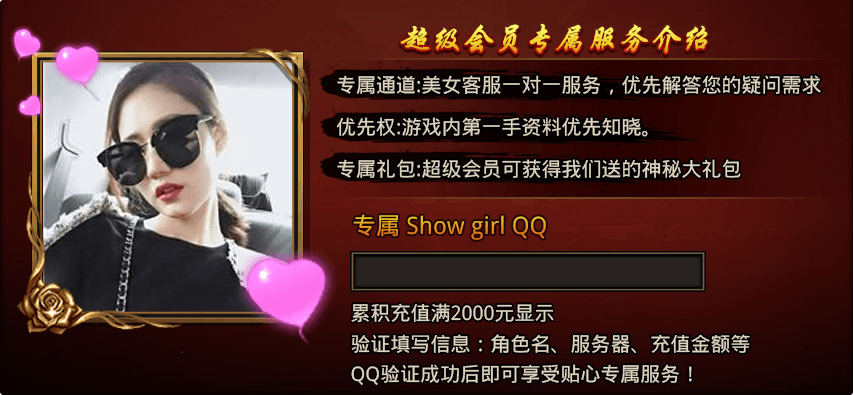 超级会员专属服务介绍
专属通道:美女客服一对一服务，优先解答您的疑问需求
优先权:游戏内第一手资料优先知晓。
专属礼包:超级会员可获得我们送的神秘大礼包
专属 Show girl QQ
累积充值满2000元显示
验证填写信息：角色名、服务器、充值金额等
QQ验证成功后即可享受贴心专属服务！